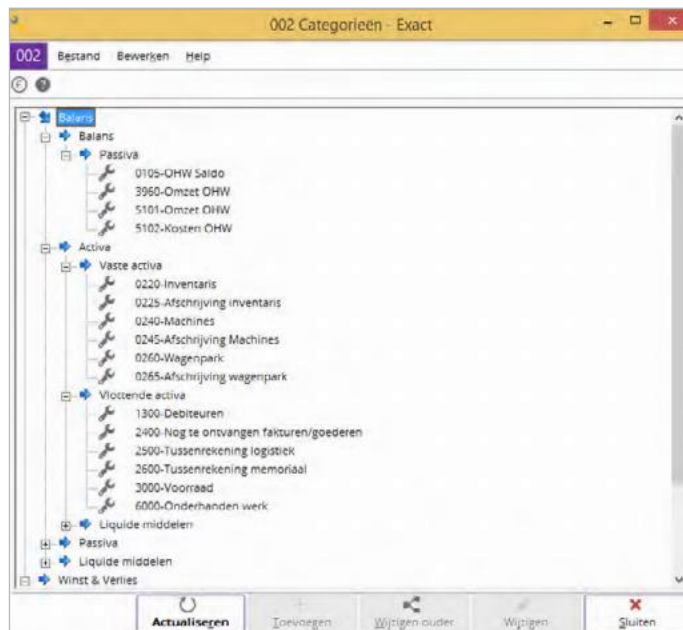 002 Categorieën - Exact
002 Bestand Bewerken Help
Balans
Balans
Passiva
0105-OHW Saldo
3960-Omzet OHW
5101-Omzet OHW
5102-Kosten OHW
Activa
Vaste activa
0220-Inventaris
0225-Afschrijving inventaris
0240-Machines
0245-Afschrijving Machines
0260-Wagenpark
0265-Afschrijving wagenpark
Vlottende activa
1300-Debiteuren
2400-Nog te ontvangen fakturen/goederen
2500-Tussenrekening logistiek
2600-Tussenrekening memoriaal
3000-Voorraad
6000-Onderhanden werk
Liquide middelen
Passiva
Liquide middelen
Winst & Verlies
Actualiseren Toevoegen Wijzigen ouder Wijzigen Sluiten